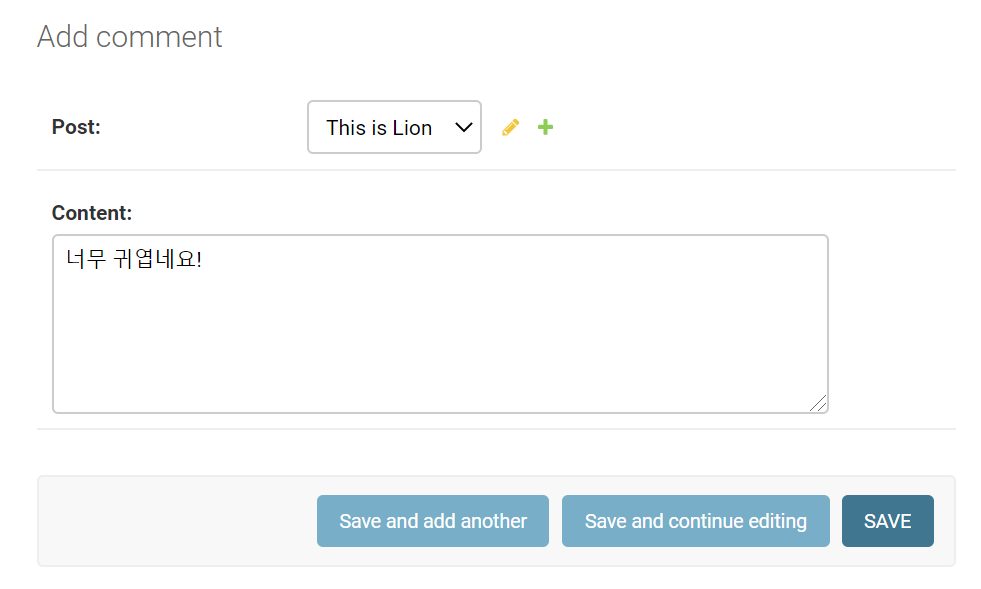 Add comment
Post:
This is Lion
Content:
너무 귀엽네요!
Save and add another
Save and continue editing
SAVE